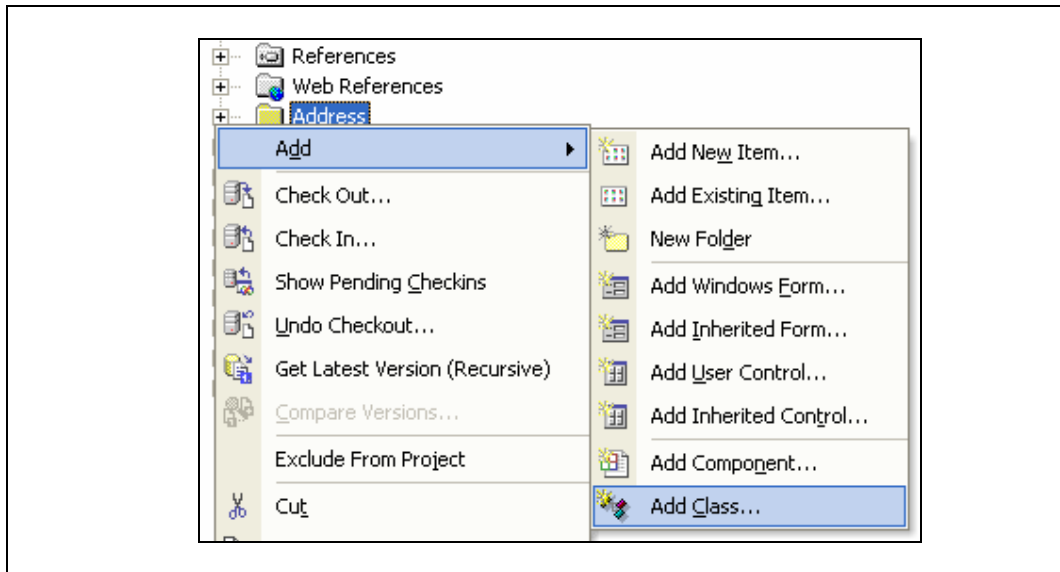 References
Web References
Address
Add
Check Out...
Check In...
Show Pending Checkins
Undo Checkout...
Get Latest Version (Recursive)
Compare Versions...
Exclude From Project
Cut
Add New Item...
Add Existing Item...
New Folder
Add Windows Form...
Add Inherited Form...
Add User Control...
Add Inherited Control...
Add Component...
Add Class...